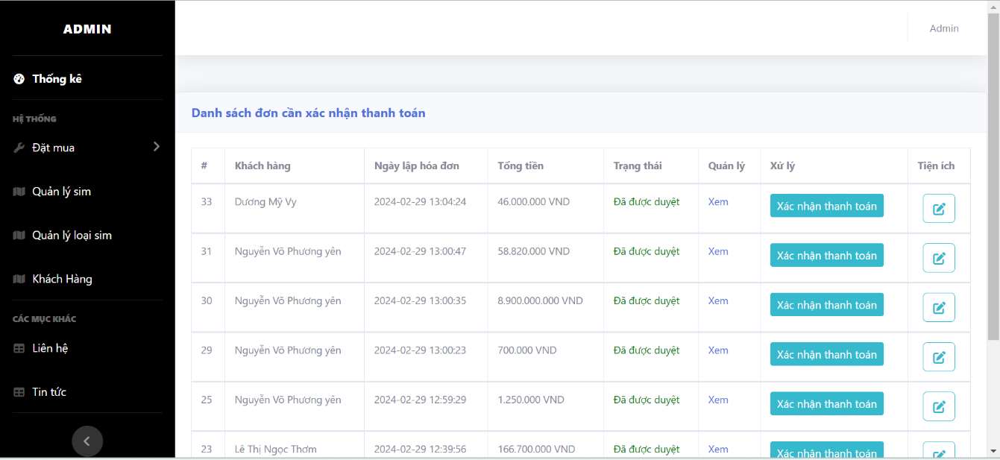 ADMIN
Admin
Thống kê
HỆ THỐNG
Đặt mua
Quản lý sim
Quản lý loại sim
Khách Hàng
CÁC MỤC KHÁC
Liên hệ
Tin tức
Danh sách đơn cần xác nhận thanh toán
# Khách hàng Ngày lập hóa đơn Tổng tiền Trạng thái Quản lý Xử lý Tiện ích
33 Dương Mỹ Vy 2024-02-29 13:04:24 46.000.000 VND Đã được duyệt Xem Xác nhận thanh toán
31 Nguyễn Võ Phương yên 2024-02-29 13:00:47 58.820.000 VND Đã được duyệt Xem Xác nhận thanh toán
30 Nguyễn Võ Phương yên 2024-02-29 13:00:35 8.900.000.000 VND Đã được duyệt Xem Xác nhận thanh toán
29 Nguyễn Võ Phương yên 2024-02-29 13:00:23 700.000 VND Đã được duyệt Xem Xác nhận thanh toán
25 Nguyễn Võ Phương yên 2024-02-29 12:59:29 1.250.000 VND Đã được duyệt Xem Xác nhận thanh toán
23 Lê Thị Ngọc Thơm 2024-02-29 12:39:56 166.700.000 VND Đã được duyệt Xem Xác nhận thanh toán